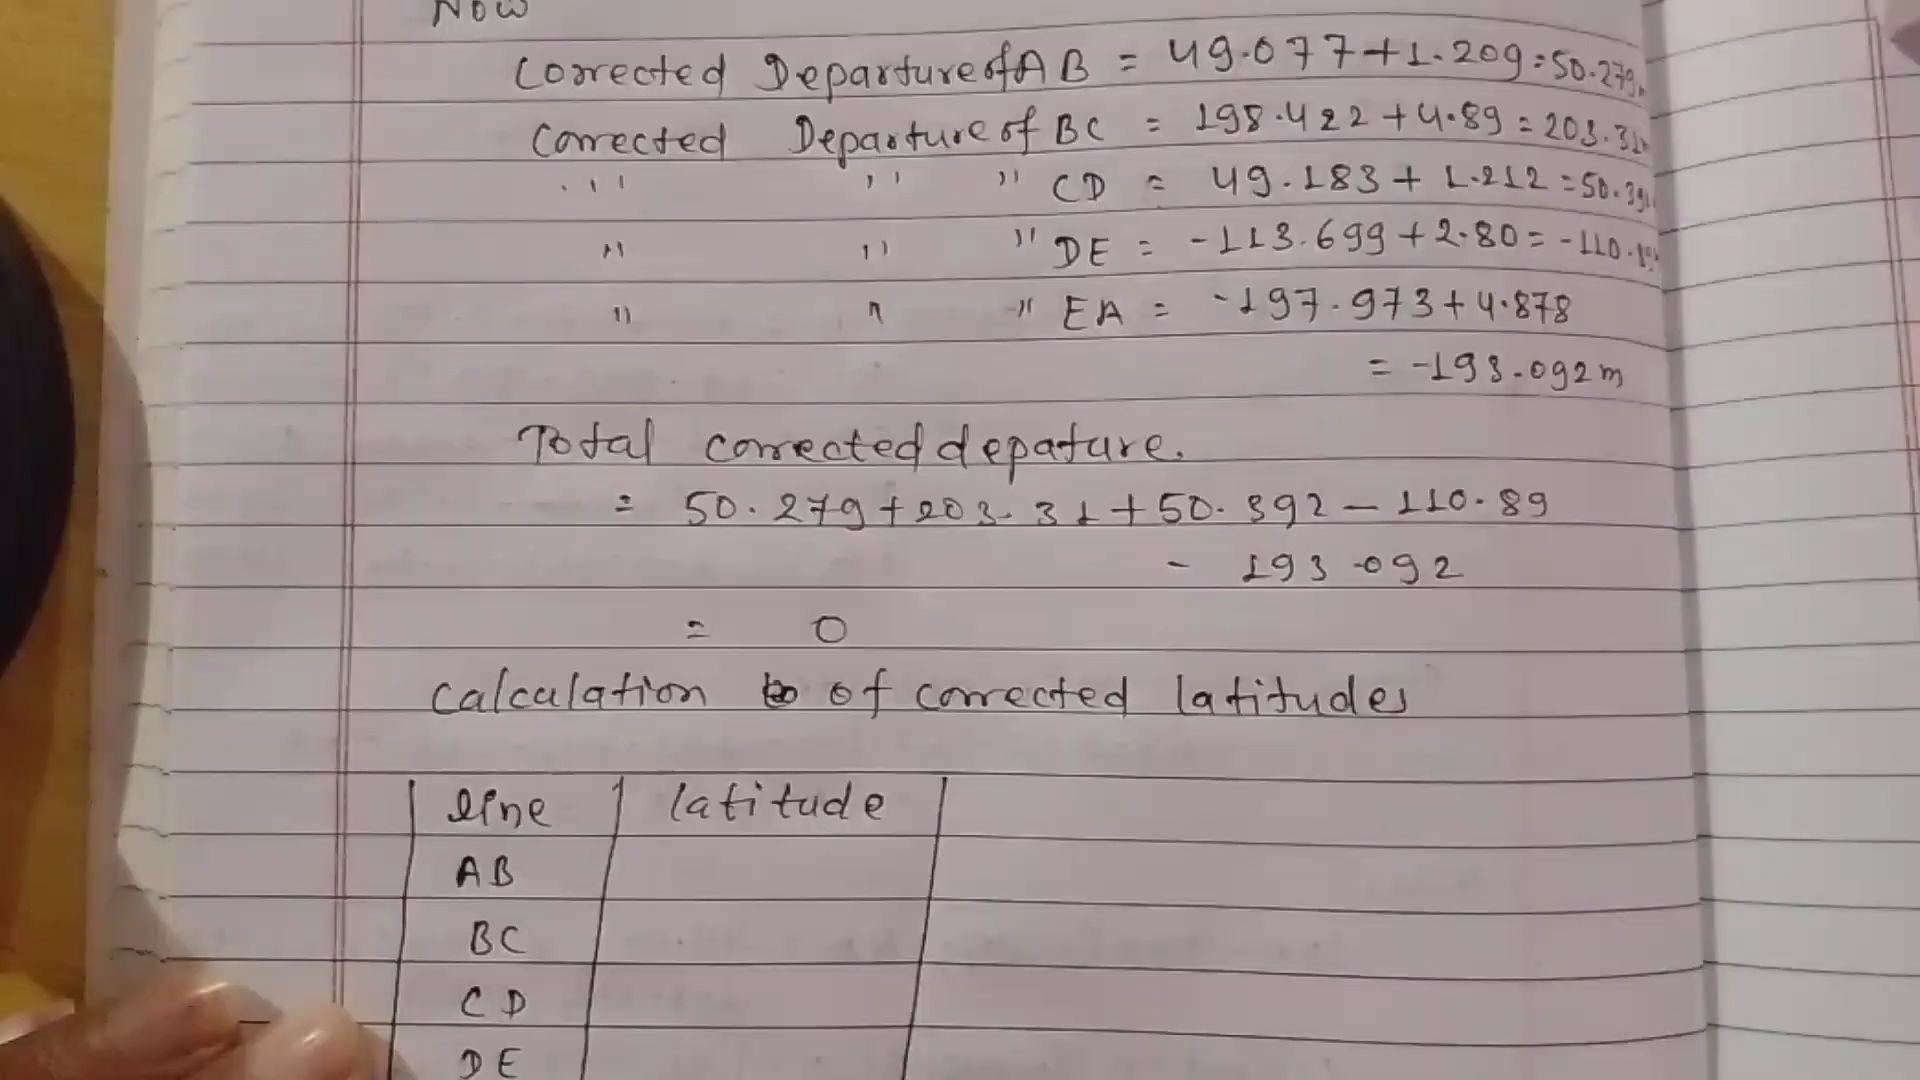 Now
Corrected Departure of AB = 49.077+1.209=50.279
Corrected Departure of BC = 198.422+4.89=203.31
,, ,, ,, CD = 49.183+1.212=50.39
,, ,, ,, DE = -113.699+2.80=-110.
,, ,, ,, EA = -197.973+4.878
= -193.092m
Total corrected depature.
= 50.279+203.31+50.392-110.89
- 193.092
= 0
calculation of corrected latitudes
line latitude
AB
BC
CD
DE